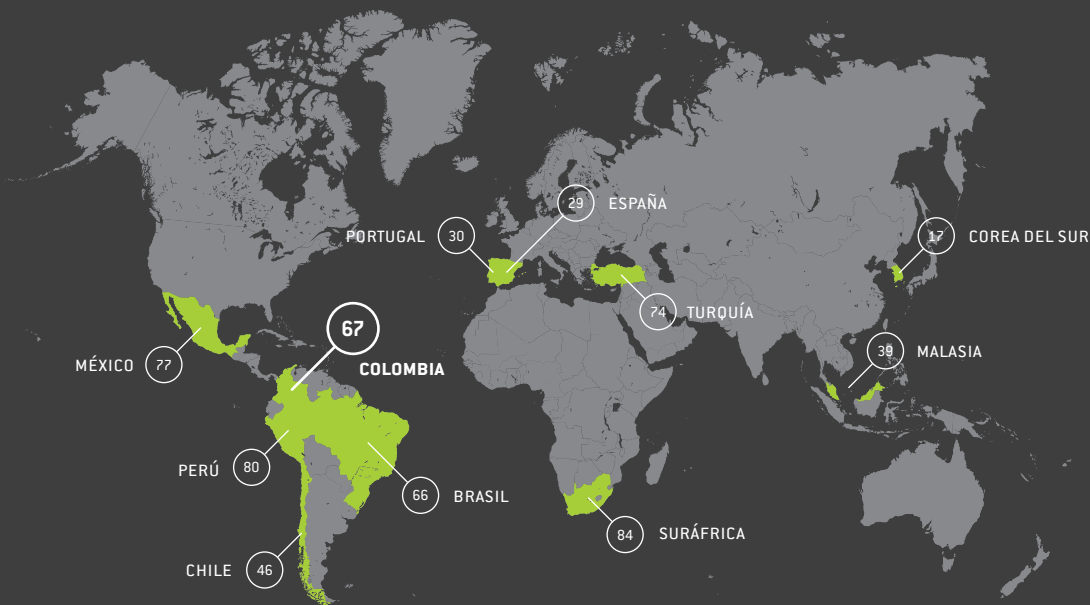 29 ESPAÑA
PORTUGAL 30
17 COREA DEL SUR
74 TURQUÍA
67
COLOMBIA
MÉXICO 77
39 MALASIA
PERÚ 80
66 BRASIL
84 SURÁFRICA
CHILE 46